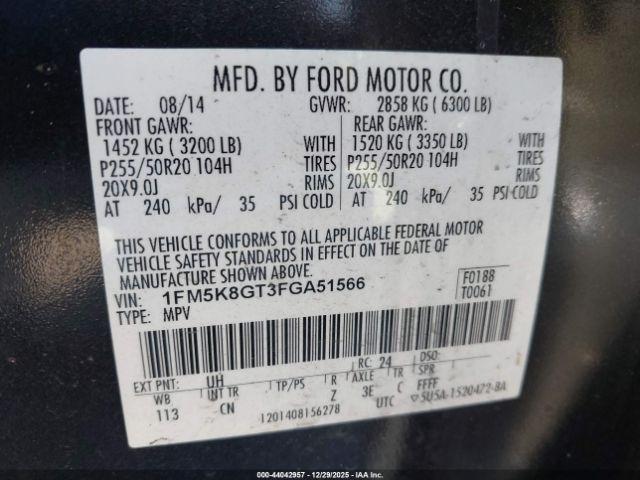 MFD. BY FORD MOTOR CO.
DATE: 08/14 GVWR: 2858 KG ( 6300 LB)
FRONT GAWR: REAR GAWR:
1452 KG ( 3200 LB) WITH 1520 KG ( 3350 LB) WITH
P255/50R20 104H TIRES P255/50R20 104H TIRES
20X9.0J RIMS 20X9.0J RIMS
AT 240 kPa/ 35 PSI COLD AT 240 kPa/ 35 PSI COLD
THIS VEHICLE CONFORMS TO ALL APPLICABLE FEDERAL MOTOR
VEHICLE SAFETY STANDARDS IN EFFECT ON THE DATE OF
MANUFACTURE SHOWN ABOVE.
VIN: 1FM5K8GT3FGA51566 F0188
TYPE: MPV T0061
EXT PNT: UH RC: 24 DSO:
WB INT TR TP/PS R AXLE TR SPR
113 CN Z 3E C FFFF
1201408156278 UTC ▽5U5A-1520472-BA
000-44042957 | 12/29/2025 - IAAI.COM